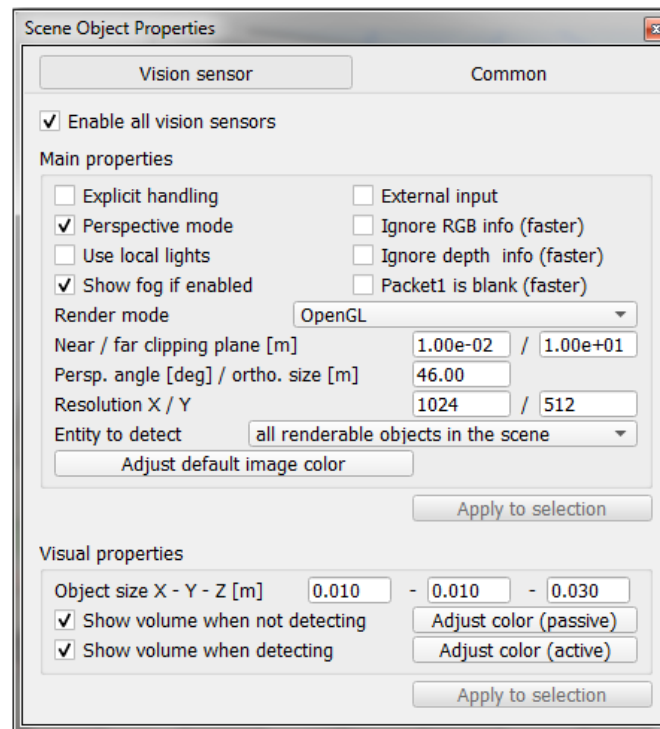 Scene Object Properties
Vision sensor Common
Enable all vision sensors
Main properties
Explicit handling External input
Perspective mode Ignore RGB info (faster)
Use local lights Ignore depth info (faster)
Show fog if enabled Packet1 is blank (faster)
Render mode OpenGL
Near / far clipping plane [m] 1.00e-02 / 1.00e+01
Persp. angle [deg] / ortho. size [m] 46.00
Resolution X / Y 1024 / 512
Entity to detect all renderable objects in the scene
Adjust default image color
Apply to selection
Visual properties
Object size X - Y - Z [m] 0.010 - 0.010 - 0.030
Show volume when not detecting Adjust color (passive)
Show volume when detecting Adjust color (active)
Apply to selection